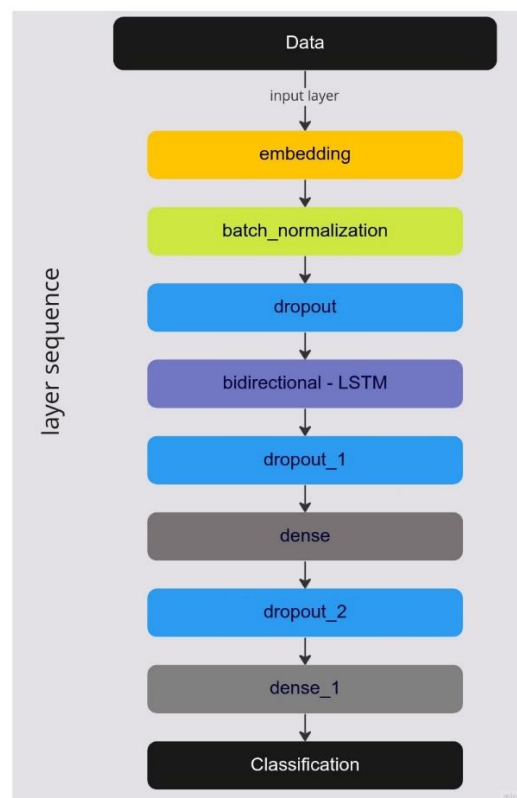 Data
input layer
embedding
batch_normalization
dropout
bidirectional - LSTM
dropout_1
dense
dropout_2
dense_1
Classification
layer sequence